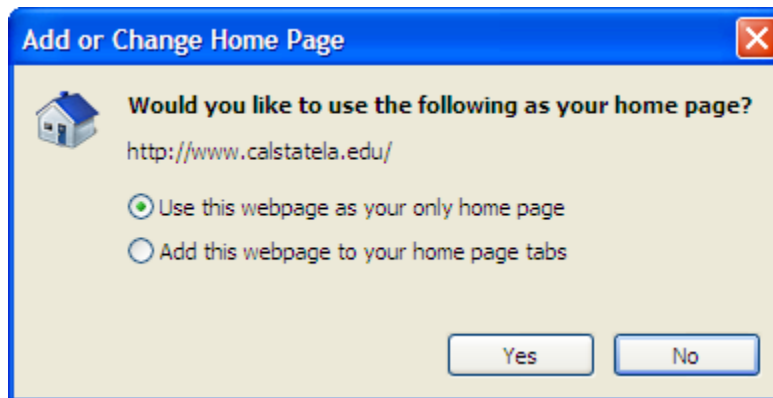 Add or Change Home Page
Would you like to use the following as your home page?
http://www.calstatela.edu/
Use this webpage as your only home page
Add this webpage to your home page tabs
Yes
No